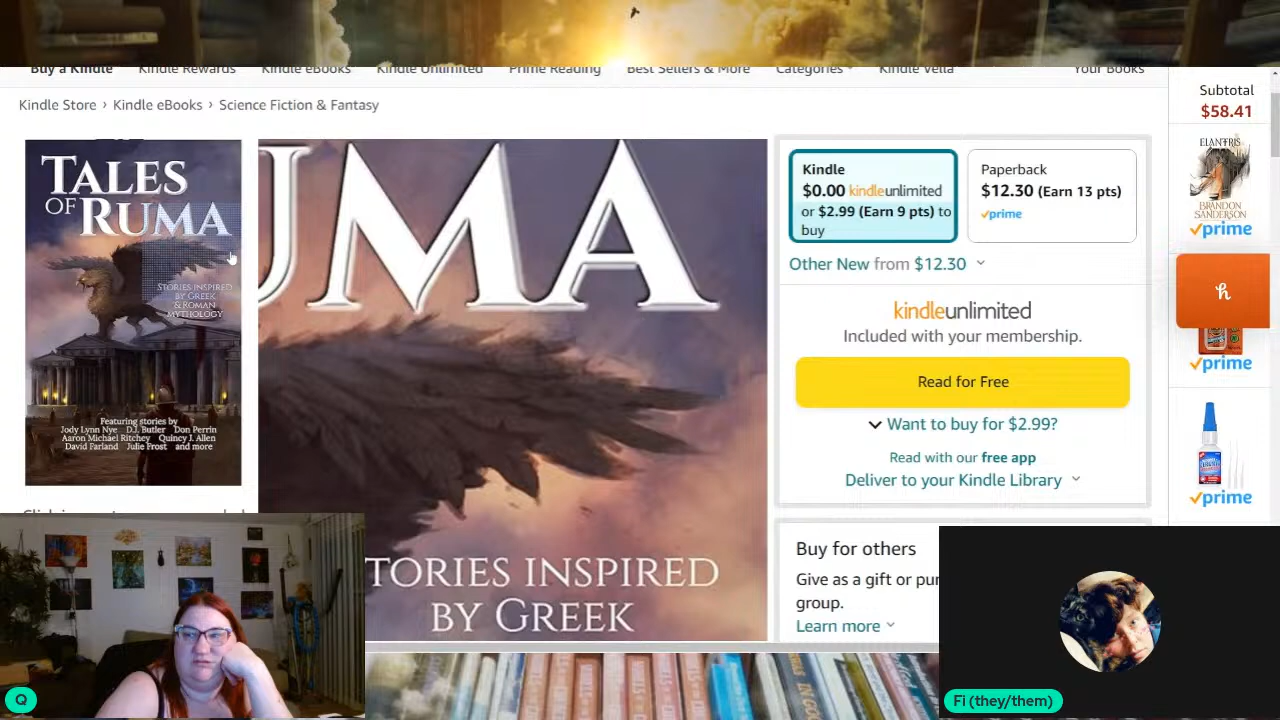 Buy a Kindle Kindle Rewards Kindle eBooks Kindle Unlimited Prime Reading Best Sellers & More Categories Kindle Vella Your Books
Kindle Store › Kindle eBooks › Science Fiction & Fantasy
Subtotal
$58.41
TALES
OF RUMA
STORIES INSPIRED
BY GREEK
& ROMAN
MYTHOLOGY
Featuring stories by
Jody Lynn Nye D.J. Butler Don Perrin
Aaron Michael Ritchey Quincy J. Allen
David Farland Julie Frost and more
UMA
TORIES INSPIRED
BY GREEK
Kindle
$0.00 kindleunlimited
or $2.99 (Earn 9 pts) to
buy
Paperback
$12.30 (Earn 13 pts)
prime
Other New from $12.30
kindleunlimited
Included with your membership.
Read for Free
Want to buy for $2.99?
Read with our free app
Deliver to your Kindle Library
Buy for others
Give as a gift or pur
group.
Learn more
ELANTRIS
BRANDON
SANDERSON
prime
h
prime
prime
Q
Fi (they/them)